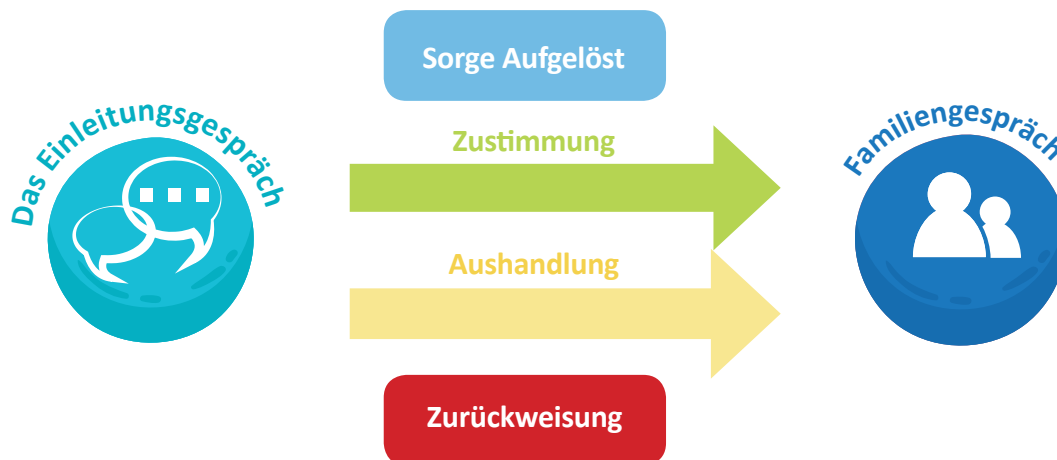 Das Einleitungsgespräch
Sorge Aufgelöst
Zustimmung
Aushandlung
Zurückweisung
Familiengespräch